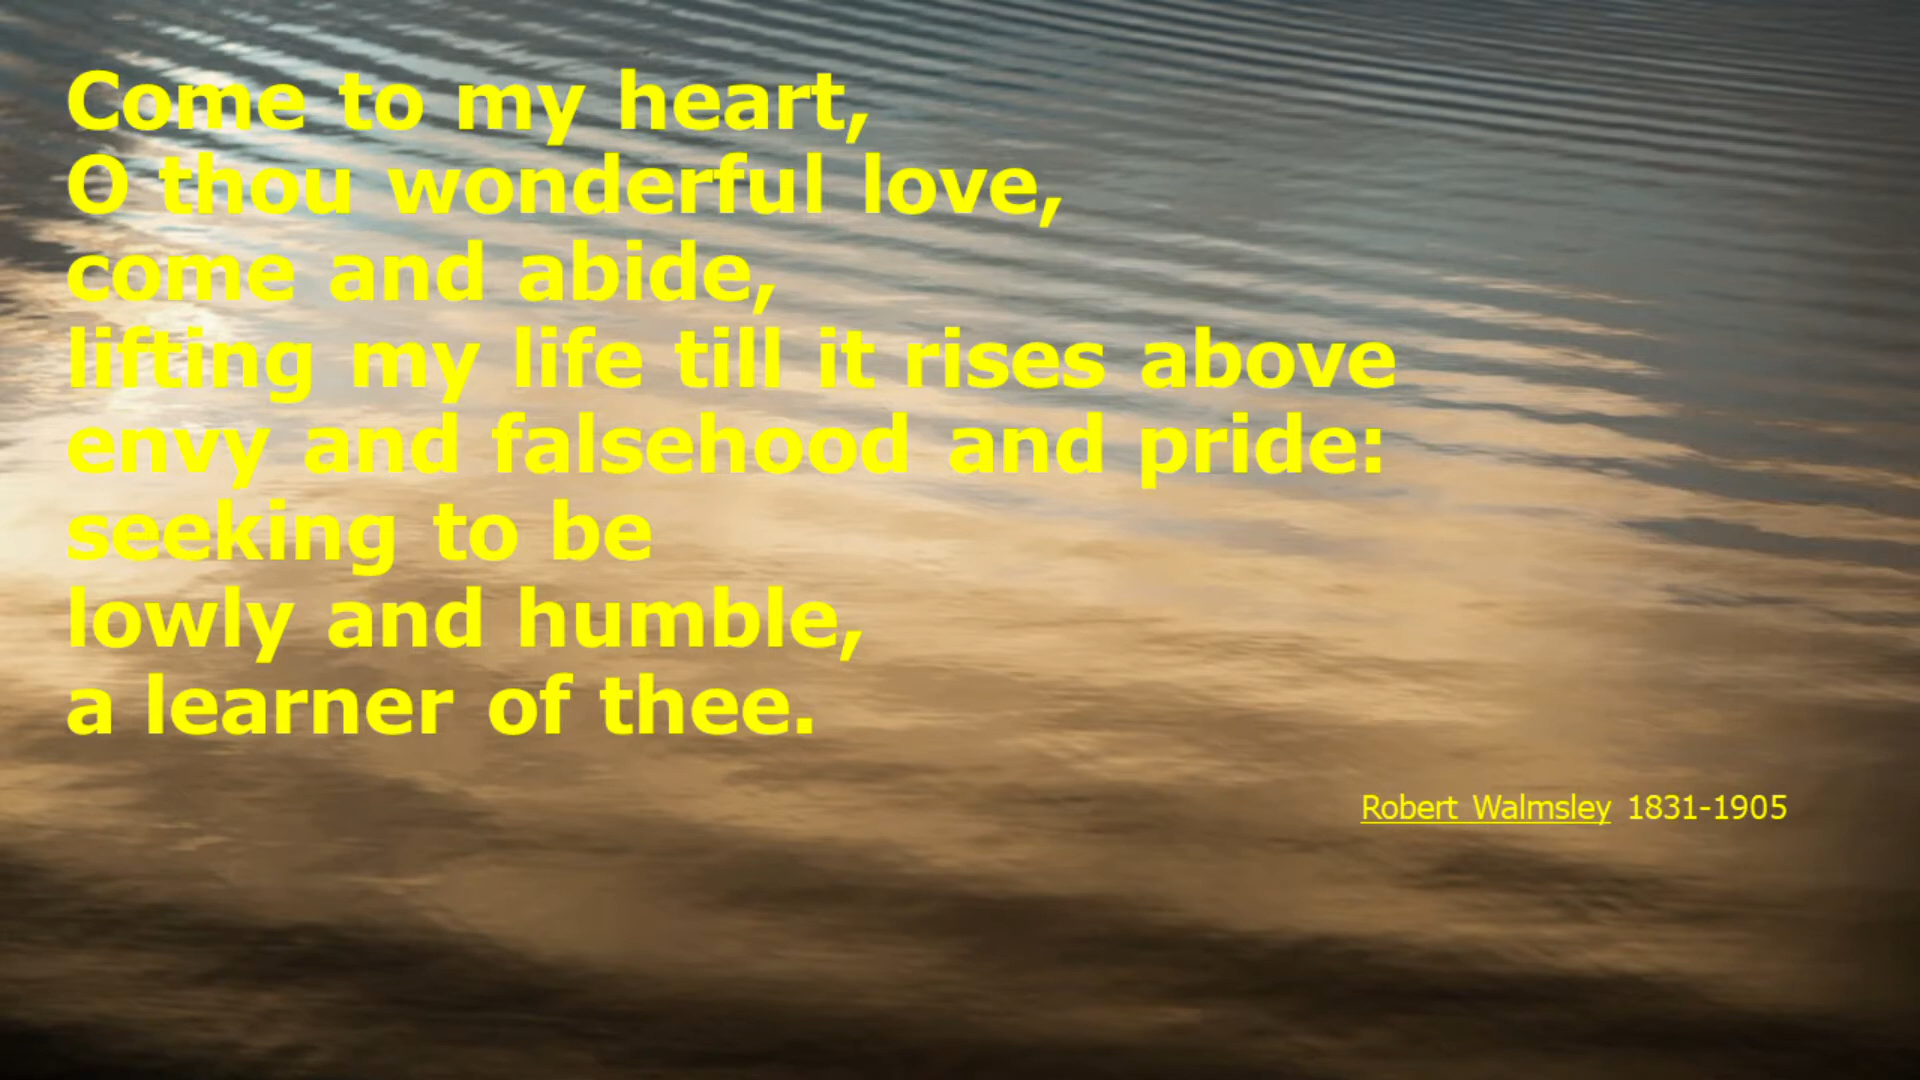 Come to my heart,
O thou wonderful love,
come and abide,
lifting my life till it rises above
envy and falsehood and pride:
seeking to be
lowly and humble,
a learner of thee.
Robert Walmsley 1831-1905